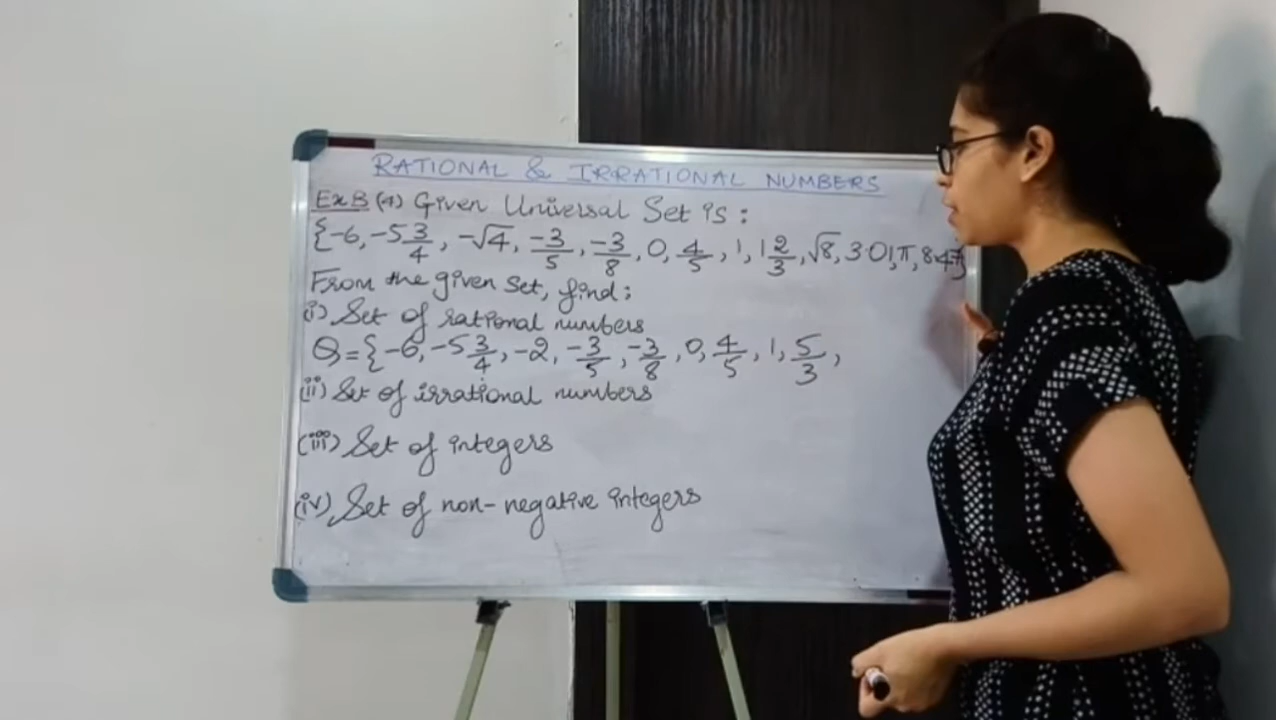 RATIONAL & IRRATIONAL NUMBERS
Ex B (4) Given Universal Set is :
{-6, -5 3/4, -√4, -3/5, -3/8, 0, 4/5, 1, 1 2/3, √8, 3.01, π, 8.47}
From the given set, find :
(i) Set of rational numbers
Q = {-6, -5 3/4, -2, -3/5, -3/8, 0, 4/5, 1, 5/3,
(ii) Set of irrational numbers
(iii) Set of integers
(iv) Set of non-negative integers